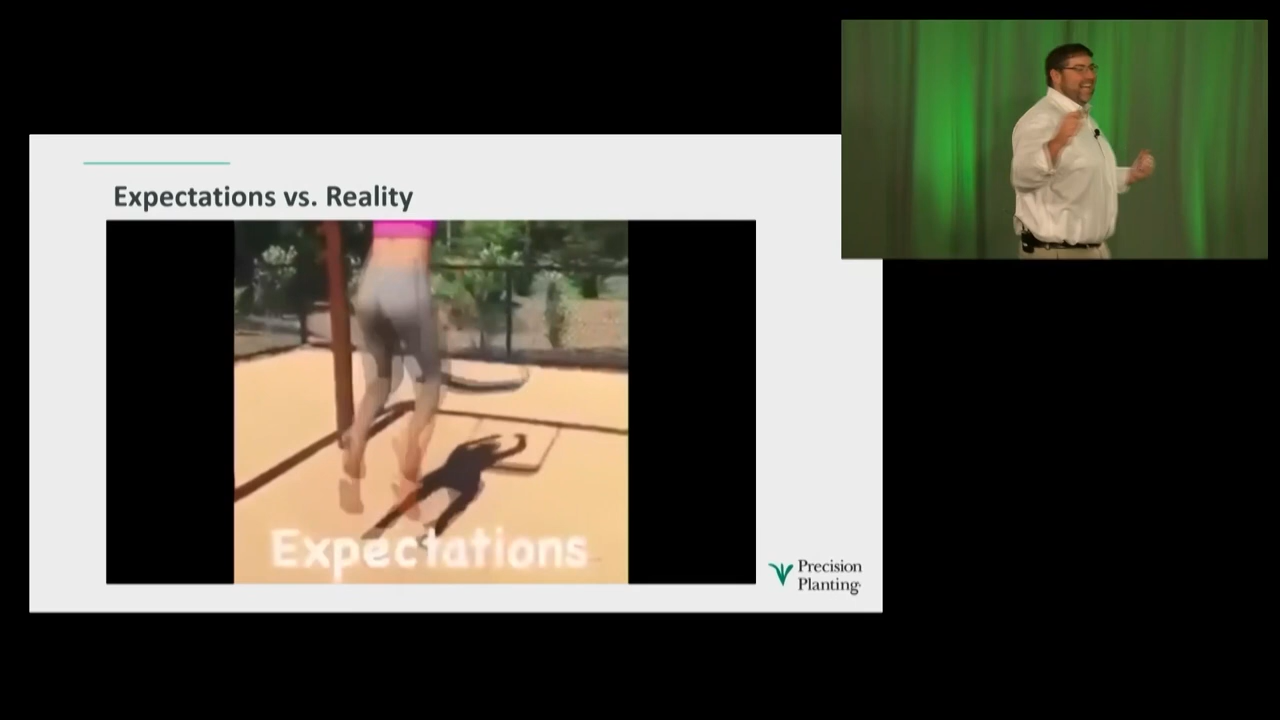 Expectations vs. Reality
Expectations
Precision
Planting